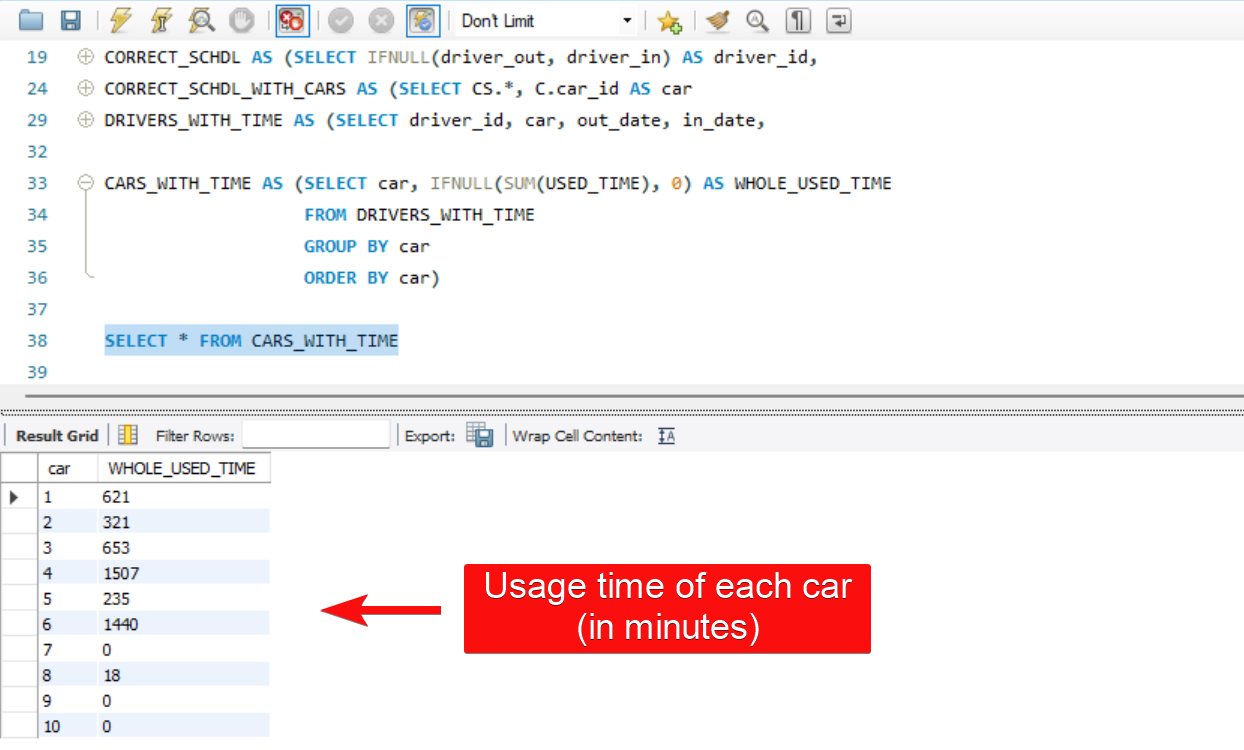 Don't Limit
19 CORRECT_SCHDL AS (SELECT IFNULL(driver_out, driver_in) AS driver_id,
24 CORRECT_SCHDL_WITH_CARS AS (SELECT CS.*, C.car_id AS car
29 DRIVERS_WITH_TIME AS (SELECT driver_id, car, out_date, in_date,
32
33 CARS_WITH_TIME AS (SELECT car, IFNULL(SUM(USED_TIME), 0) AS WHOLE_USED_TIME
34 FROM DRIVERS_WITH_TIME
35 GROUP BY car
36 ORDER BY car)
37
38 SELECT * FROM CARS_WITH_TIME
39
Result Grid Filter Rows: Export: Wrap Cell Content: IA
car WHOLE_USED_TIME
1 621
2 321
3 653
4 1507
5 235
6 1440
7 0
8 18
9 0
10 0
Usage time of each car
(in minutes)